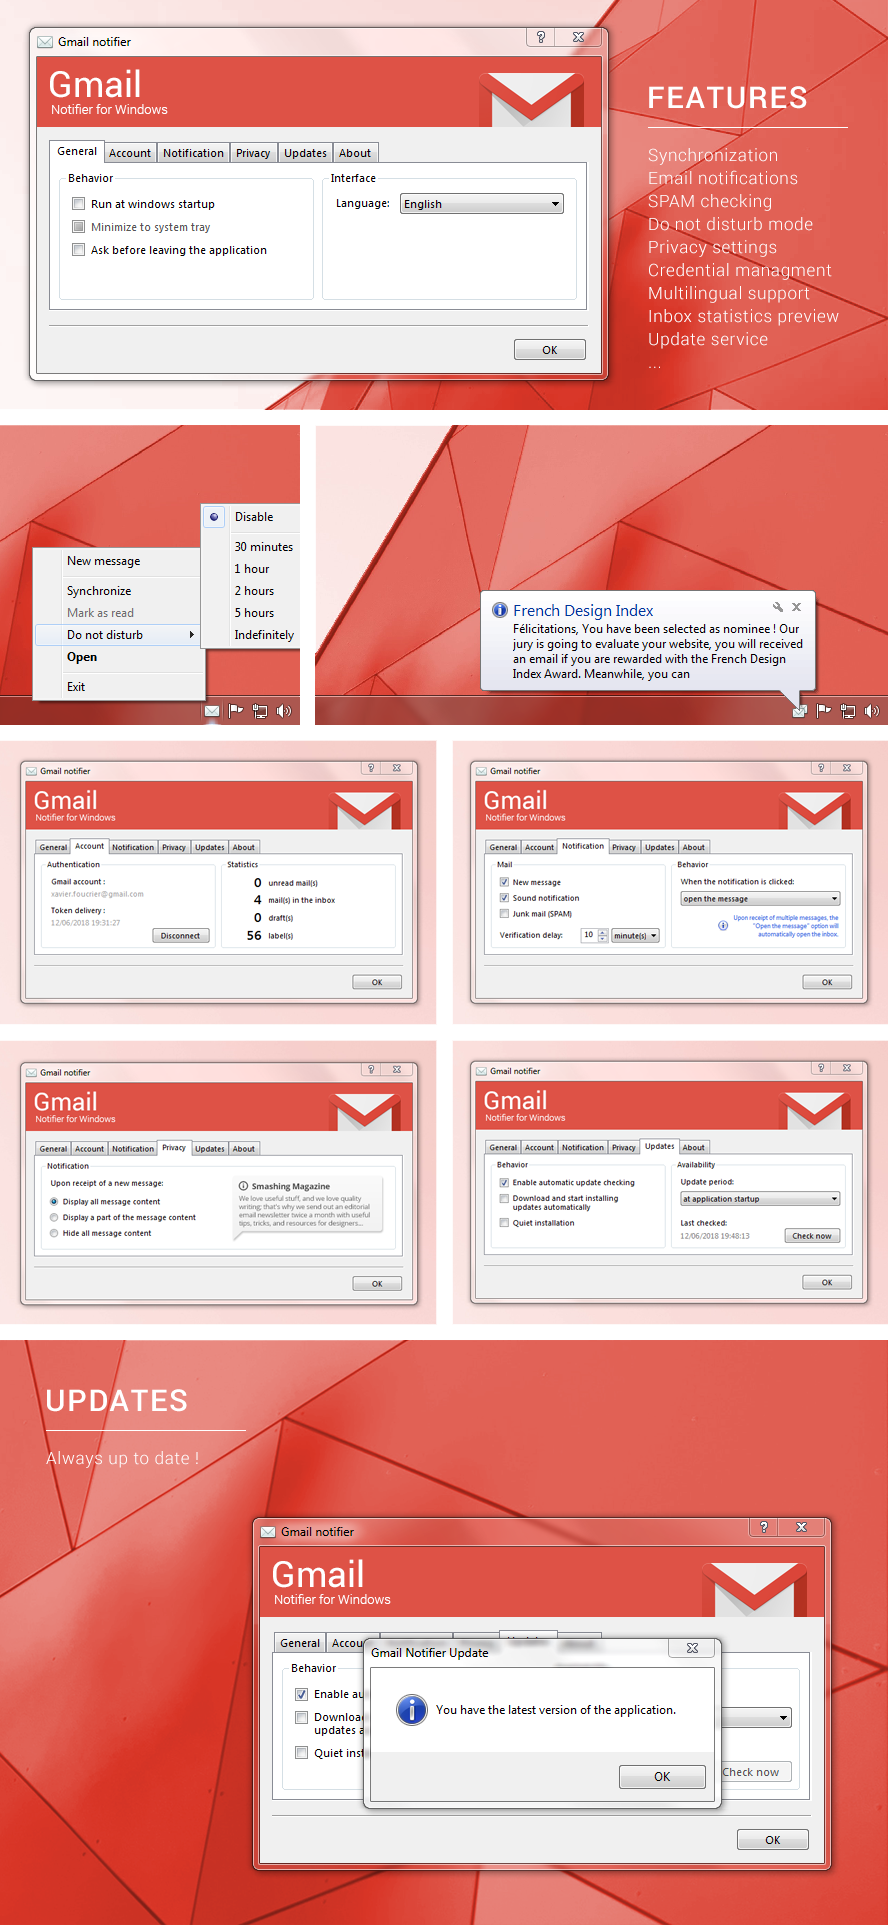 Gmail notifier
Gmail
Notifier for Windows
General Account Notification Privacy Updates About
Behavior
Run at windows startup
Minimize to system tray
Ask before leaving the application
Interface
Language: English
OK
FEATURES
Synchronization
Email notifications
SPAM checking
Do not disturb mode
Privacy settings
Credential managment
Multilingual support
Inbox statistics preview
Update service
...
New message
Synchronize
Mark as read
Do not disturb
Open
Exit
Disable
30 minutes
1 hour
2 hours
5 hours
Indefinitely
French Design Index
Félicitations, You have been selected as nominee ! Our
jury is going to evaluate your website, you will received
an email if you are rewarded with the French Design
Index Award. Meanwhile, you can
Gmail notifier
Gmail
Notifier for Windows
General Account Notification Privacy Updates About
Authentication
Gmail account :
xavier.foucrier@gmail.com
Token delivery :
12/06/2018 19:31:27
Disconnect
Statistics
0 unread mail(s)
4 mail(s) in the inbox
0 draft(s)
56 label(s)
OK
Gmail notifier
Gmail
Notifier for Windows
General Account Notification Privacy Updates About
Mail
New message
Sound notification
Junk mail (SPAM)
Verification delay: 10 minute(s)
Behavior
When the notification is clicked:
open the message
Upon receipt of multiple messages, the
"Open the message" option will
automatically open the inbox.
OK
Gmail notifier
Gmail
Notifier for Windows
General Account Notification Privacy Updates About
Notification
Upon receipt of a new message:
Display all message content
Display a part of the message content
Hide all message content
Smashing Magazine
We love useful stuff, and we love quality
writing; that's why we send out an editorial
email newsletter twice a month with useful
tips, tricks, and resources for designers...
OK
Gmail notifier
Gmail
Notifier for Windows
General Account Notification Privacy Updates About
Behavior
Enable automatic update checking
Download and start installing
updates automatically
Quiet installation
Availability
Update period:
at application startup
Last checked:
12/06/2018 19:48:13
Check now
OK
UPDATES
Always up to date !
Gmail notifier
Gmail
Notifier for Windows
General Accou
Behavior
Enable au
Downloa
updates a
Quiet inst
Gmail Notifier Update
You have the latest version of the application.
OK
Check now
OK